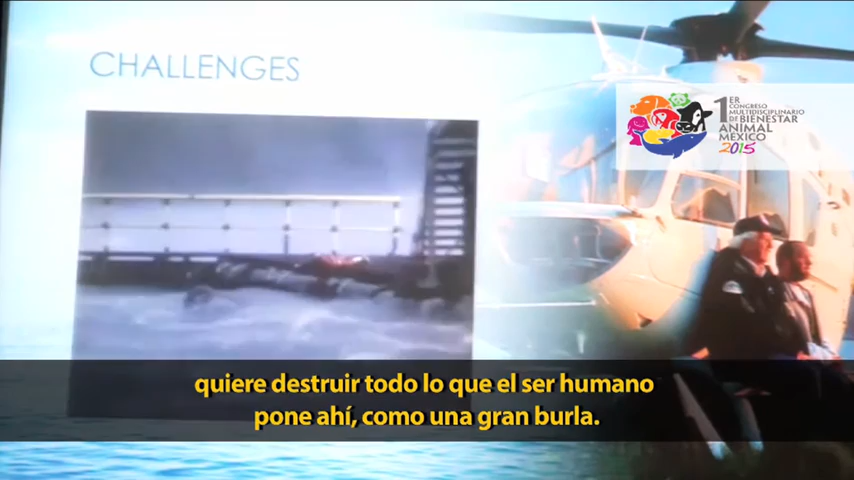 CHALLENGES
1ER
CONGRESO
MULTIDISCIPLINARIO
DE BIENESTAR
ANIMAL
MÉXICO
2015
quiere destruir todo lo que el ser humano
pone ahí, como una gran burla.